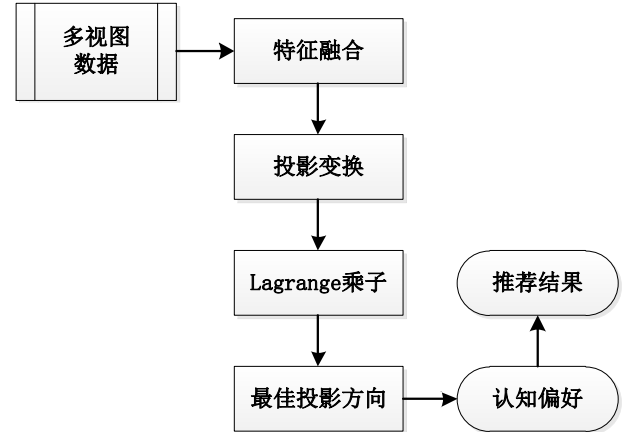 多视图
数据
特征融合
投影变换
Lagrange乘子
推荐结果
最佳投影方向
认知偏好